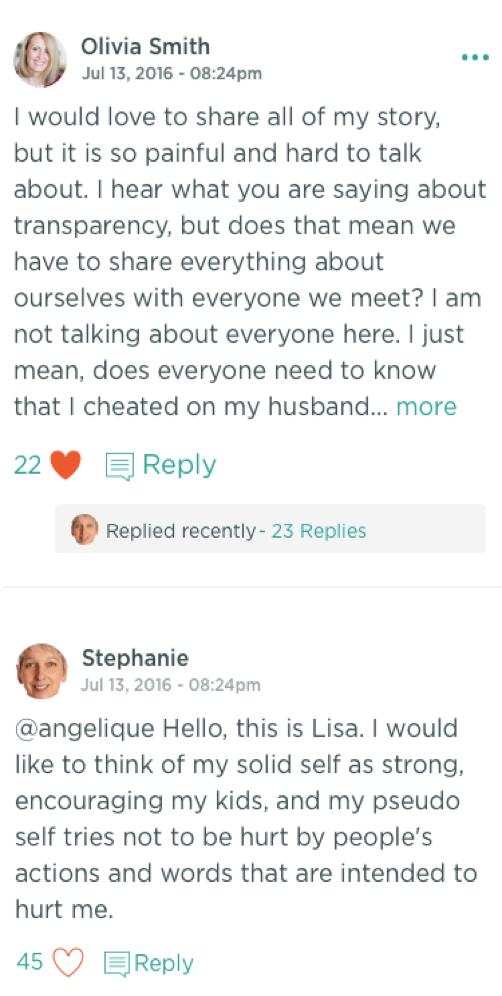 Olivia Smith
Jul 13, 2016 - 08:24pm
I would love to share all of my story,
but it is so painful and hard to talk
about. I hear what you are saying about
transparency, but does that mean we
have to share everything about
ourselves with everyone we meet? I am
not talking about everyone here. I just
mean, does everyone need to know
that I cheated on my husband... more
22 Reply
Replied recently- 23 Replies
Stephanie
Jul 13, 2016 - 08:24pm
@angelique Hello, this is Lisa. I would
like to think of my solid self as strong,
encouraging my kids, and my pseudo
self tries not to be hurt by people's
actions and words that are intended to
hurt me.
45 Reply